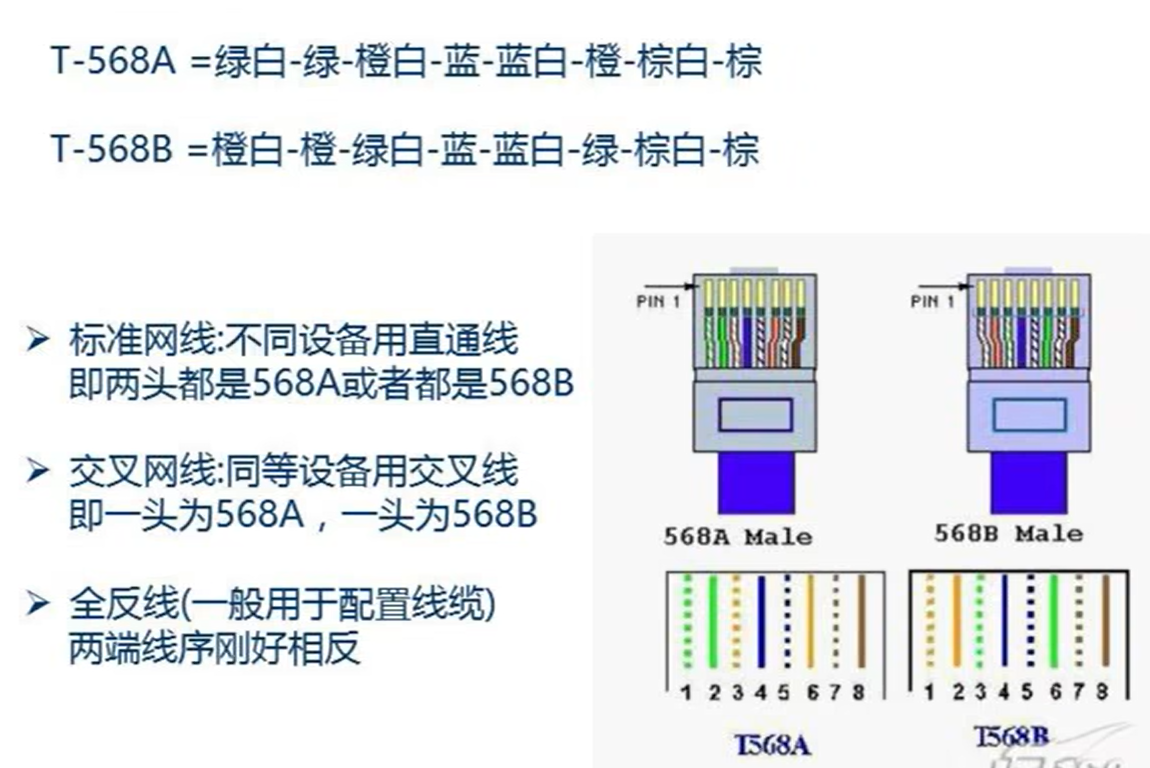 T-568A =绿白-绿-橙白-蓝-蓝白-橙-棕白-棕
T-568B =橙白-橙-绿白-蓝-蓝白-绿-棕白-棕
➢ 标准网线:不同设备用直通线
即两头都是568A或者都是568B
➢ 交叉网线:同等设备用交叉线
即一头为568A，一头为568B
➢ 全反线(一般用于配置线缆)
两端线序刚好相反
PIN 1
PIN 1
568A Male
568B Male
1 2 3 4 5 6 7 8
1 2 3 4 5 6 7 8
T568A
T568B